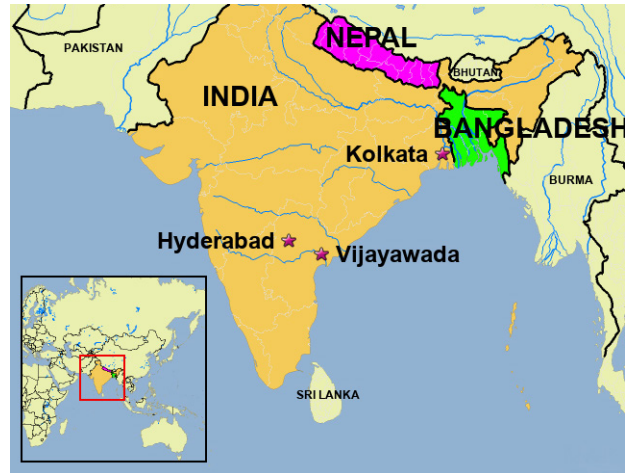 NEPAL
PAKISTAN
BHUTAN
INDIA
BANGLADESH
Kolkata
BURMA
Hyderabad
Vijayawada
SRI LANKA